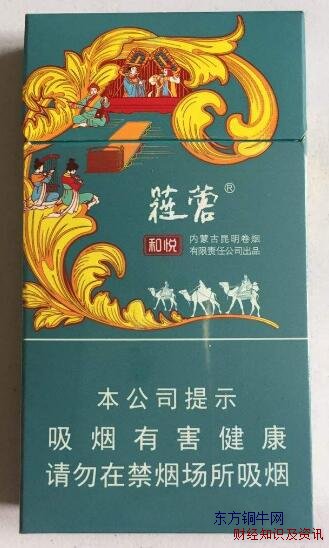 苁蓉®
和悦
内蒙古昆明卷烟
有限责任公司出品
本公司提示
吸烟有害健康
请勿在禁烟场所吸烟
东方铜牛网
财经知识及资讯